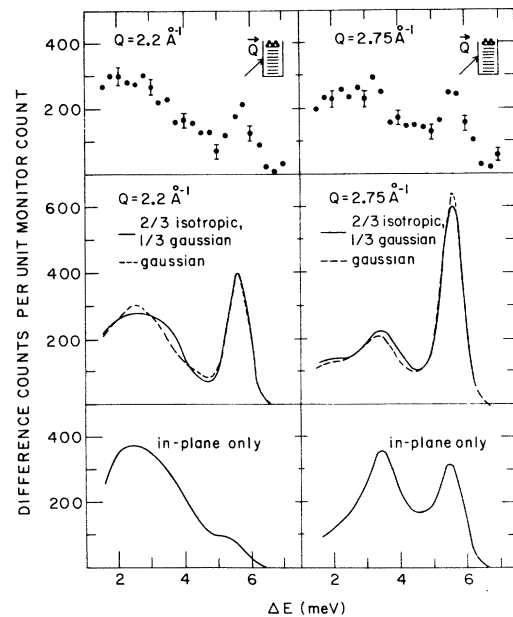 DIFFERENCE COUNTS PER UNIT MONITOR COUNT
400
300
100
Q = 2.2 Å⁻¹
Q
Q = 2.75 Å⁻¹
Q
600
400
200
Q = 2.2 Å⁻¹
2/3 isotropic,
1/3 gaussian
gaussian
Q = 2.75 Å⁻¹
2/3 isotropic,
1/3 gaussian
gaussian
400
200
in-plane only
in-plane only
2 4 6 2 4 6
ΔE (meV)